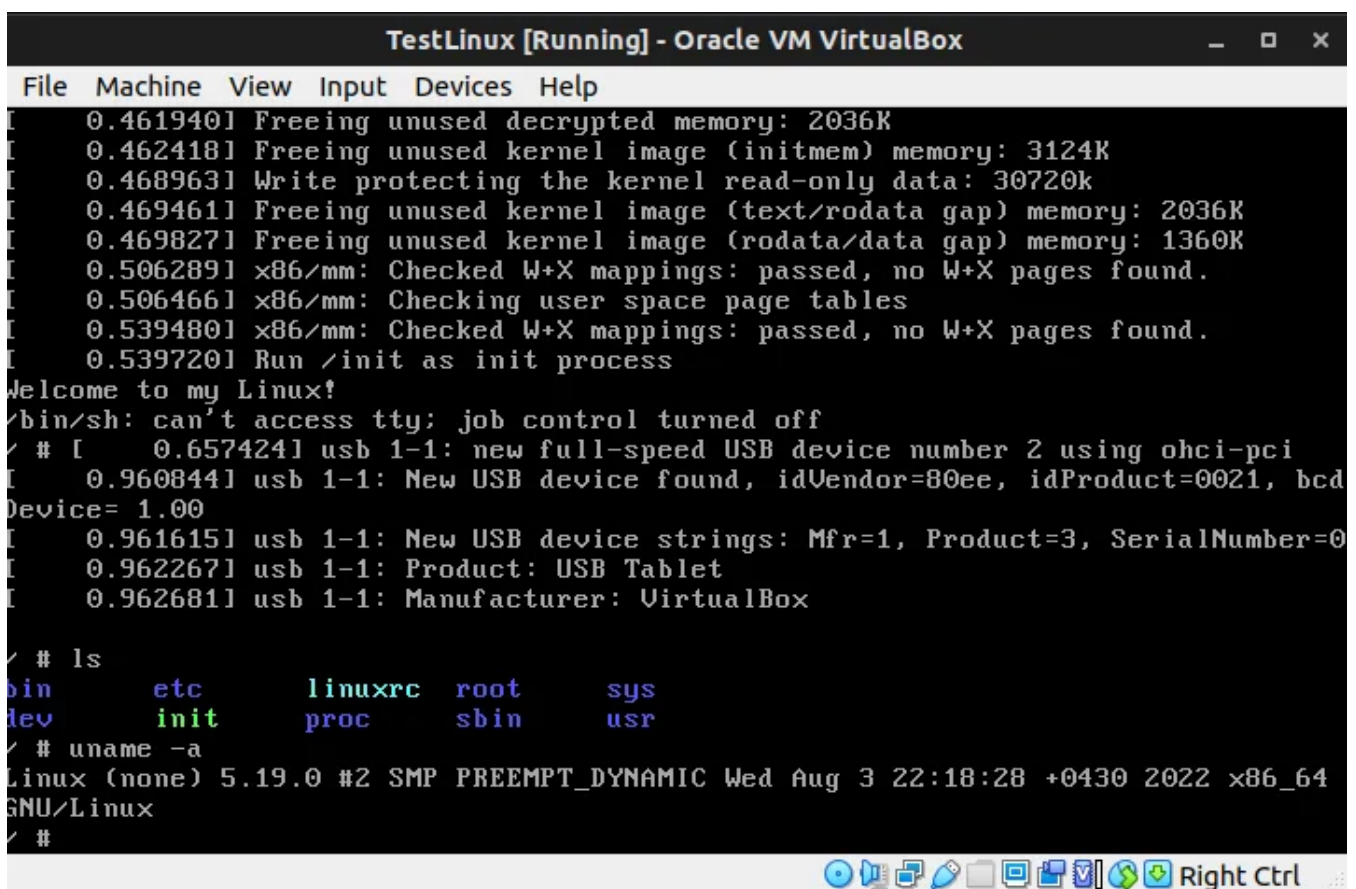 TestLinux [Running] - Oracle VM VirtualBox
File Machine View Input Devices Help
[    0.461940] Freeing unused decrypted memory: 2036K
[    0.462418] Freeing unused kernel image (initmem) memory: 3124K
[    0.468963] Write protecting the kernel read-only data: 30720k
[    0.469461] Freeing unused kernel image (text/rodata gap) memory: 2036K
[    0.469827] Freeing unused kernel image (rodata/data gap) memory: 1360K
[    0.506289] x86/mm: Checked W+X mappings: passed, no W+X pages found.
[    0.506466] x86/mm: Checking user space page tables
[    0.539480] x86/mm: Checked W+X mappings: passed, no W+X pages found.
[    0.539720] Run /init as init process
Welcome to my Linux!
/bin/sh: can't access tty; job control turned off
/ # [    0.657424] usb 1-1: new full-speed USB device number 2 using ohci-pci
[    0.960844] usb 1-1: New USB device found, idVendor=80ee, idProduct=0021, bcd
Device= 1.00
[    0.961615] usb 1-1: New USB device strings: Mfr=1, Product=3, SerialNumber=0
[    0.962267] usb 1-1: Product: USB Tablet
[    0.962681] usb 1-1: Manufacturer: VirtualBox
/ # ls
bin      etc      linuxrc  root     sys
dev      init     proc     sbin     usr
/ # uname -a
Linux (none) 5.19.0 #2 SMP PREEMPT_DYNAMIC Wed Aug 3 22:18:28 +0430 2022 x86_64
GNU/Linux
/ #
Right Ctrl